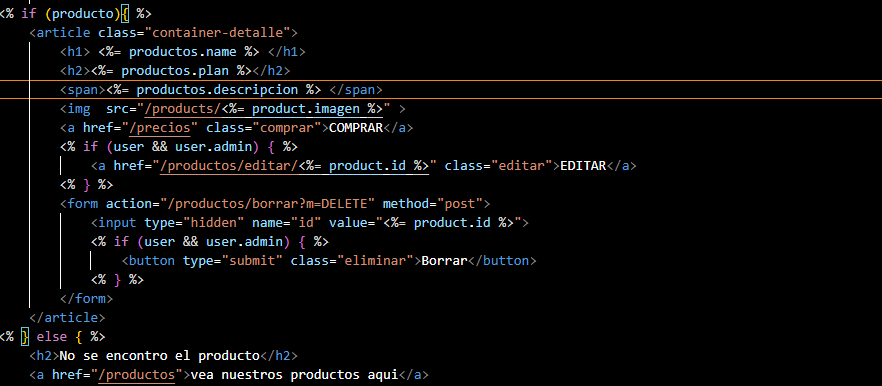 <% if (producto){ %>
<article class="container-detalle">
<h1> <%= productos.name %> </h1>
<h2><%= productos.plan %></h2>
<span><%= productos.descripcion %> </span>
<img  src="/products/<%= product.imagen %>" >
<a href="/precios" class="comprar">COMPRAR</a>
<% if (user && user.admin) { %>
<a href="/productos/editar/<%= product.id %>" class="editar">EDITAR</a>
<% } %>
<form action="/productos/borrar?m=DELETE" method="post">
<input type="hidden" name="id" value="<%= product.id %>">
<% if (user && user.admin) { %>
<button type="submit" class="eliminar">Borrar</button>
<% } %>
</form>
</article>
<% } else { %>
<h2>No se encontro el producto</h2>
<a href="/productos">vea nuestros productos aqui</a>